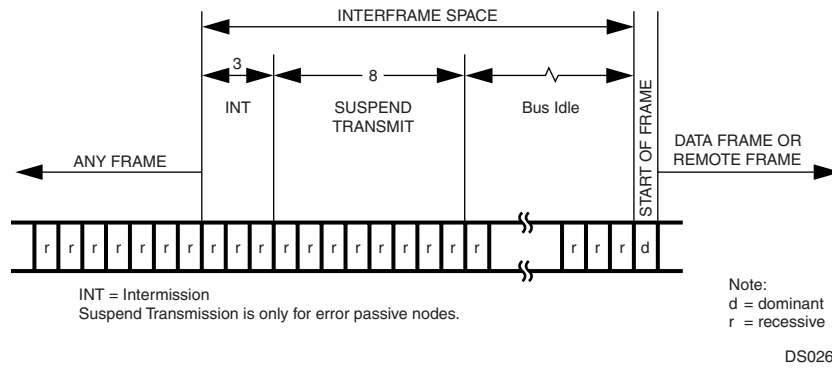 INTERFRAME SPACE
3
8
INT
SUSPEND
TRANSMIT
Bus Idle
START OF FRAME
ANY FRAME
DATA FRAME OR
REMOTE FRAME
r r r r r r r r r r r r r r r r r r r r r r d
INT = Intermission
Suspend Transmission is only for error passive nodes.
Note:
d = dominant
r = recessive
DS026